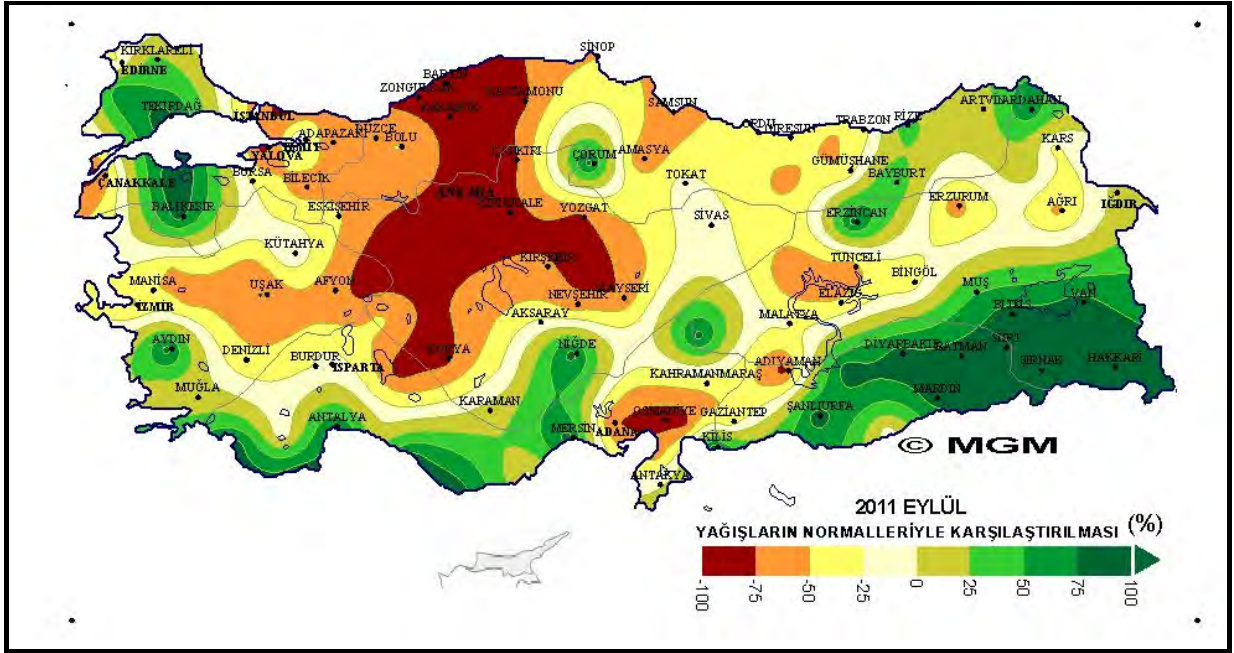 SİNOP
KIRKLARELİ
EDİRNE
TEKİRDAĞ
İSTANBUL
ZONGULDAK
KASTAMONU
SAMSUN
ADAPAZARI
DÜZCE
BOLU
YALOVA
ÇANKIRI
ÇORUM
AMASYA
ORDU
GİRESUN
TRABZON
RİZE
ARTVİN
ARDAHAN
KARS
ÇANAKKALE
BURSA
BİLECİK
BALIKESİR
ESKİŞEHİR
ANKARA
KIRIKKALE
YOZGAT
TOKAT
SİVAS
GÜMÜŞHANE
BAYBURT
ERZİNCAN
ERZURUM
AĞRI
IĞDIR
KÜTAHYA
MANİSA
İZMİR
UŞAK
AFYON
KIRŞEHİR
NEVŞEHİR
KAYSERİ
AKSARAY
TUNCELİ
BİNGÖL
ELAZIĞ
MALATYA
MUŞ
BİTLİS
VAN
AYDIN
DENİZLİ
BURDUR
ISPARTA
KONYA
NİĞDE
KAHRAMANMARAŞ
ADIYAMAN
DİYARBAKIR
BATMAN
SİİRT
ŞIRNAK
HAKKARİ
MUĞLA
ANTALYA
KARAMAN
MERSİN
ADANA
OSMANİYE
GAZİANTEP
KİLİS
ŞANLIURFA
MARDİN
ANTAKYA
© MGM
2011 EYLÜL
YAĞIŞLARIN NORMALLERİYLE KARŞILAŞTIRILMASI (%)
-100 -75 -50 -25 0 25 50 75 100